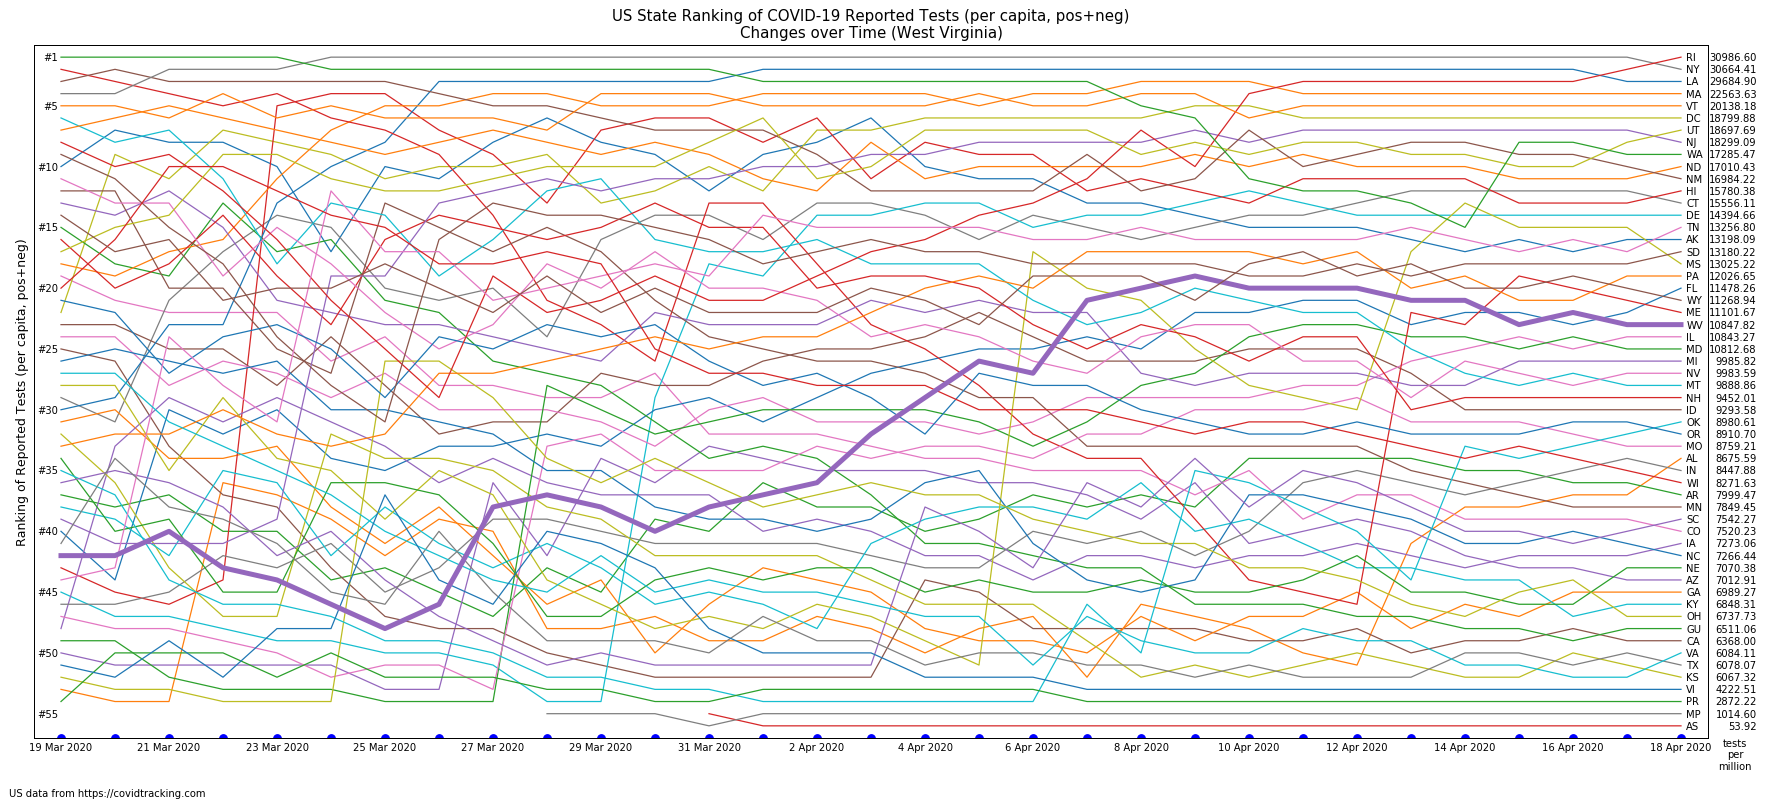 US State Ranking of COVID-19 Reported Tests (per capita, pos+neg)
Changes over Time (West Virginia)
Ranking of Reported Tests (per capita, pos+neg)
#1
#5
#10
#15
#20
#25
#30
#35
#40
#45
#50
#55
RI 30986.60
NY 30664.41
LA 29684.90
MA 22563.63
VT 20138.18
DC 18799.88
UT 18697.69
NJ 18299.09
WA 17285.47
ND 17010.43
NM 16984.22
HI 15780.38
CT 15556.11
DE 14394.66
TN 13256.80
AK 13198.09
SD 13180.22
MS 13025.22
PA 12026.65
FL 11478.26
WY 11268.94
ME 11101.67
WV 10847.82
IL 10843.27
MD 10812.68
MI 9985.82
NV 9983.59
MT 9888.86
NH 9452.01
ID 9293.58
OK 8980.61
OR 8910.70
MO 8759.21
AL 8675.59
IN 8447.88
WI 8271.63
AR 7999.47
MN 7849.45
SC 7542.27
CO 7520.23
IA 7273.06
NC 7266.44
NE 7070.38
AZ 7012.91
GA 6989.27
KY 6848.31
OH 6737.73
GU 6511.06
CA 6368.00
VA 6084.11
TX 6078.07
KS 6067.32
VI 4222.51
PR 2872.22
MP 1014.60
AS 53.92
19 Mar 2020 21 Mar 2020 23 Mar 2020 25 Mar 2020 27 Mar 2020 29 Mar 2020 31 Mar 2020 2 Apr 2020 4 Apr 2020 6 Apr 2020 8 Apr 2020 10 Apr 2020 12 Apr 2020 14 Apr 2020 16 Apr 2020 18 Apr 2020
tests
per
million
US data from https://covidtracking.com